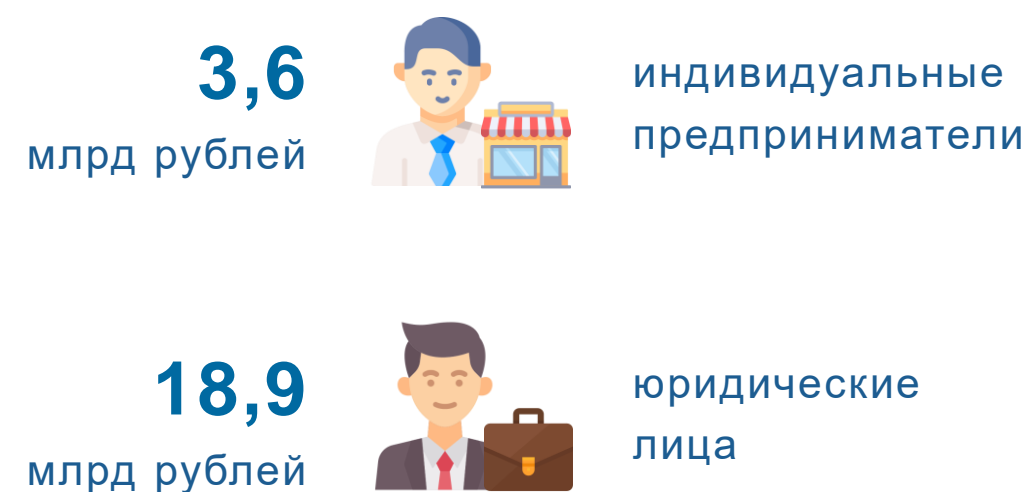 3,6
млрд рублей
индивидуальные
предприниматели
18,9
млрд рублей
юридические
лица